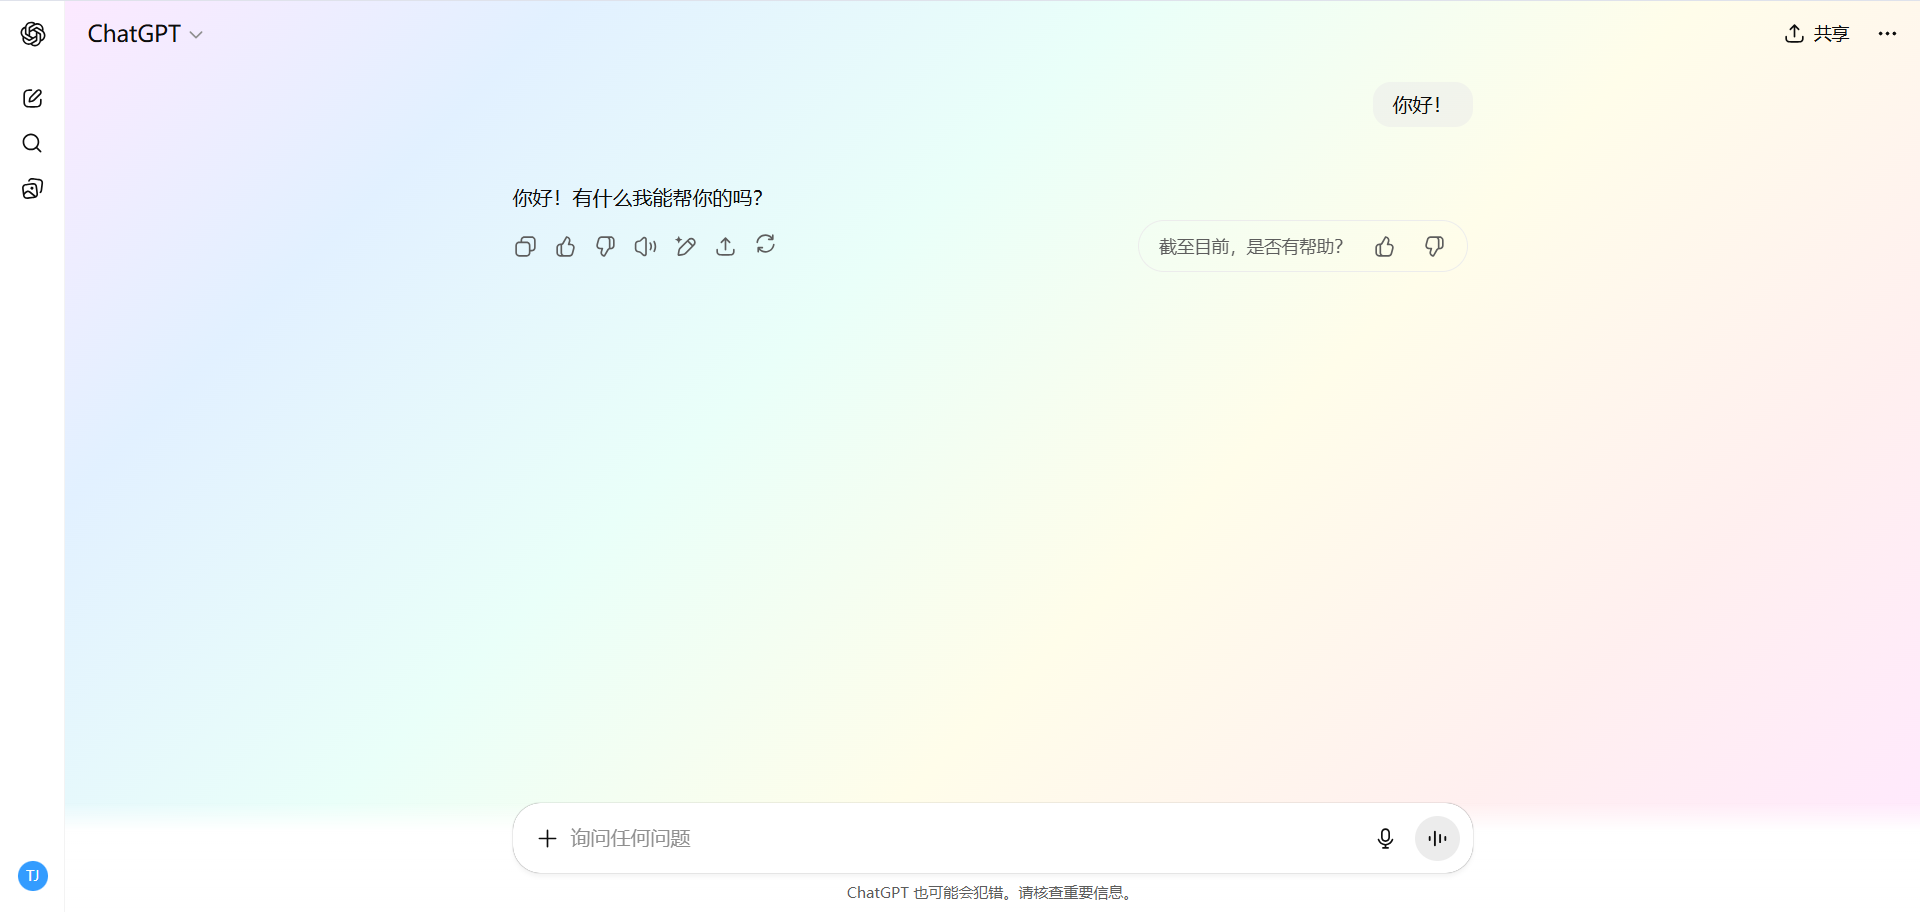 ChatGPT
共享
你好！
你好！有什么我能帮你的吗？
截至目前，是否有帮助？
询问任何问题
TJ
ChatGPT 也可能会犯错。请核查重要信息。